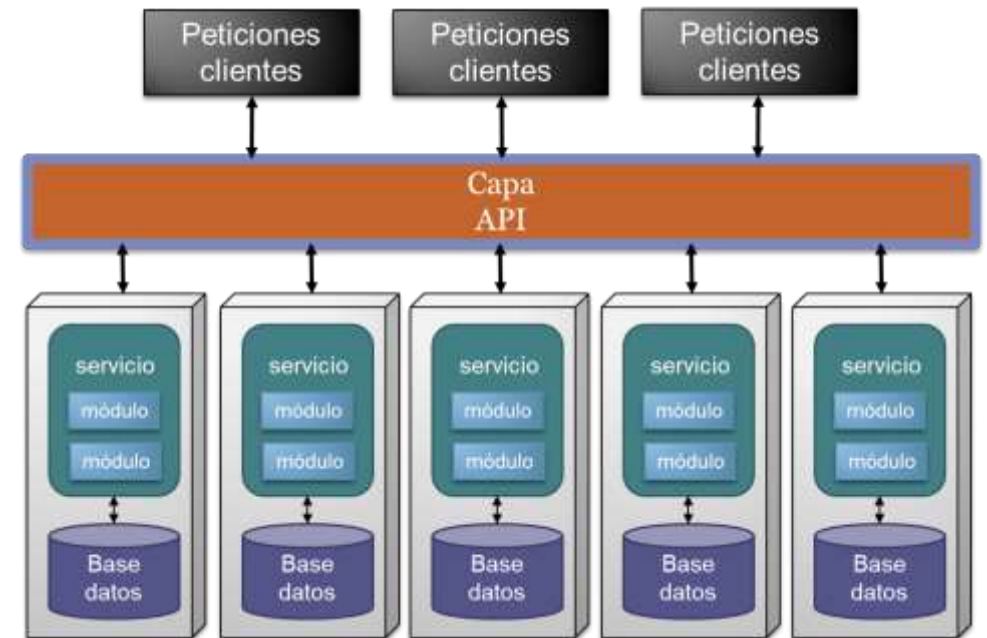 Peticiones
clientes
Peticiones
clientes
Peticiones
clientes
Capa
API
servicio
módulo
módulo
Base
datos
servicio
módulo
módulo
Base
datos
servicio
módulo
módulo
Base
datos
servicio
módulo
módulo
Base
datos
servicio
módulo
módulo
Base
datos